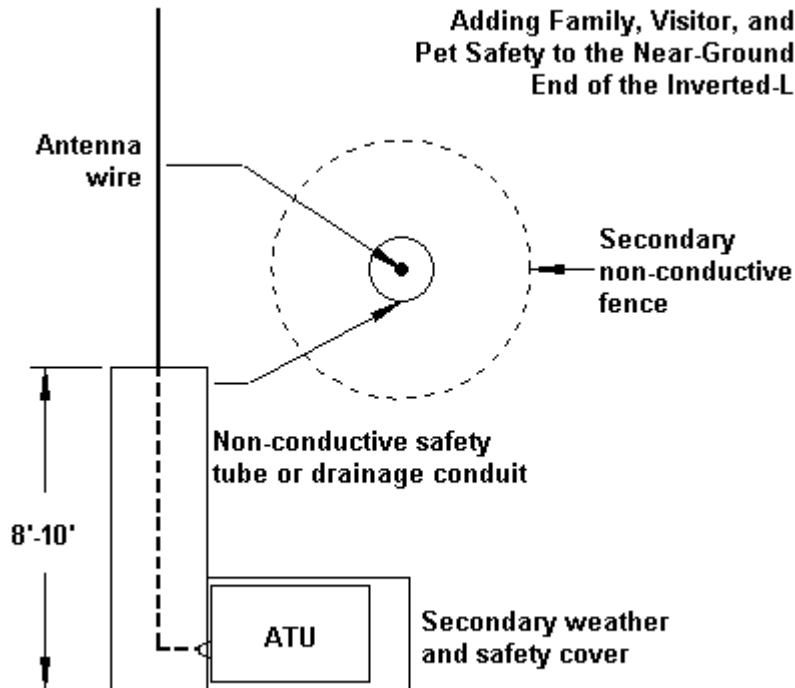 Adding Family, Visitor, and
Pet Safety to the Near-Ground
End of the Inverted-L
Antenna
wire
Secondary
non-conductive
fence
Non-conductive safety
tube or drainage conduit
8'-10'
ATU
Secondary weather
and safety cover